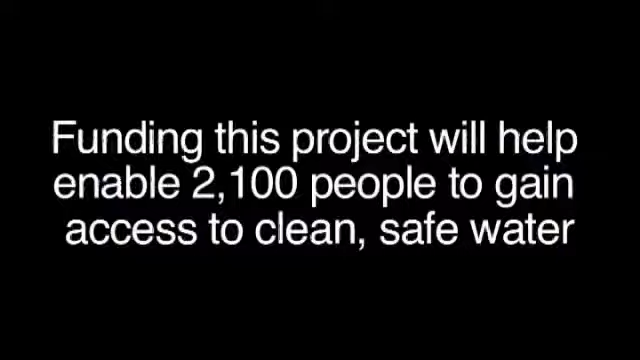 Funding this project will help
enable 2,100 people to gain
access to clean, safe water